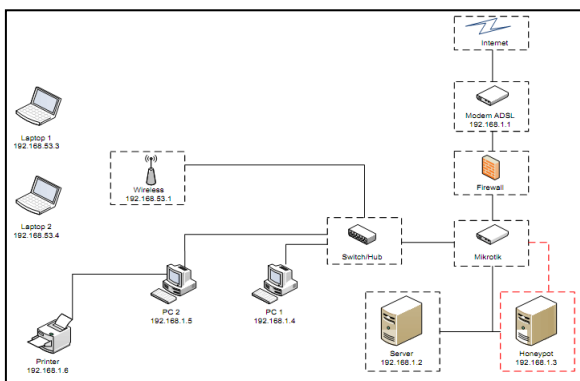 Internet
Modem ADSL
192.168.1.1
Laptop 1
192.168.53.3
Wireless
192.168.53.1
Firewall
Laptop 2
192.168.53.4
Switch/Hub
Mikrotik
PC 2
192.168.1.5
PC 1
192.168.1.4
Printer
192.168.1.6
Server
192.168.1.2
Honeypot
192.168.1.3